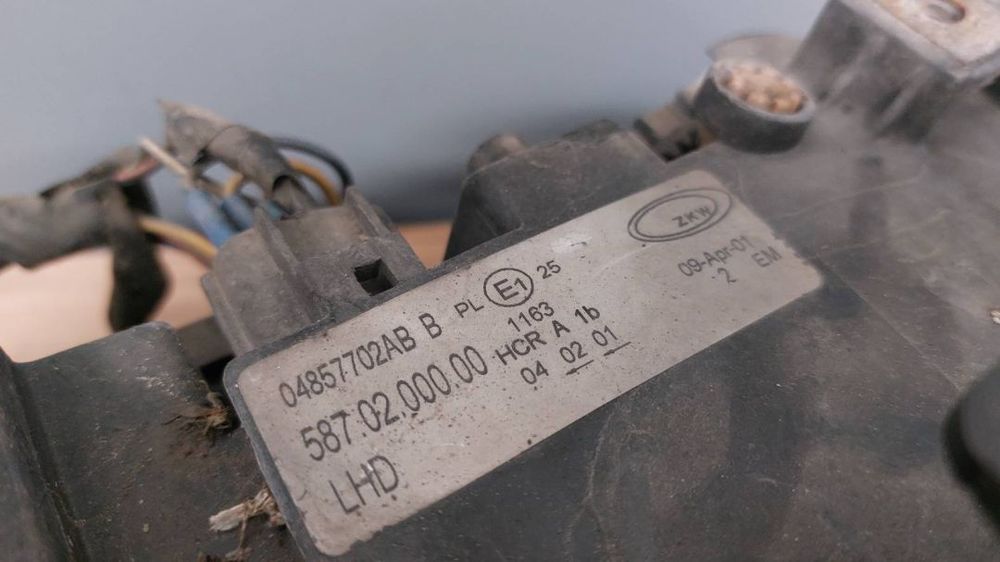 04857702AB B PL E1 25
1163
587.02.000.00 HCR A 1b
04 02 01
LHD
ZKW
09-Apr-01
2 EM